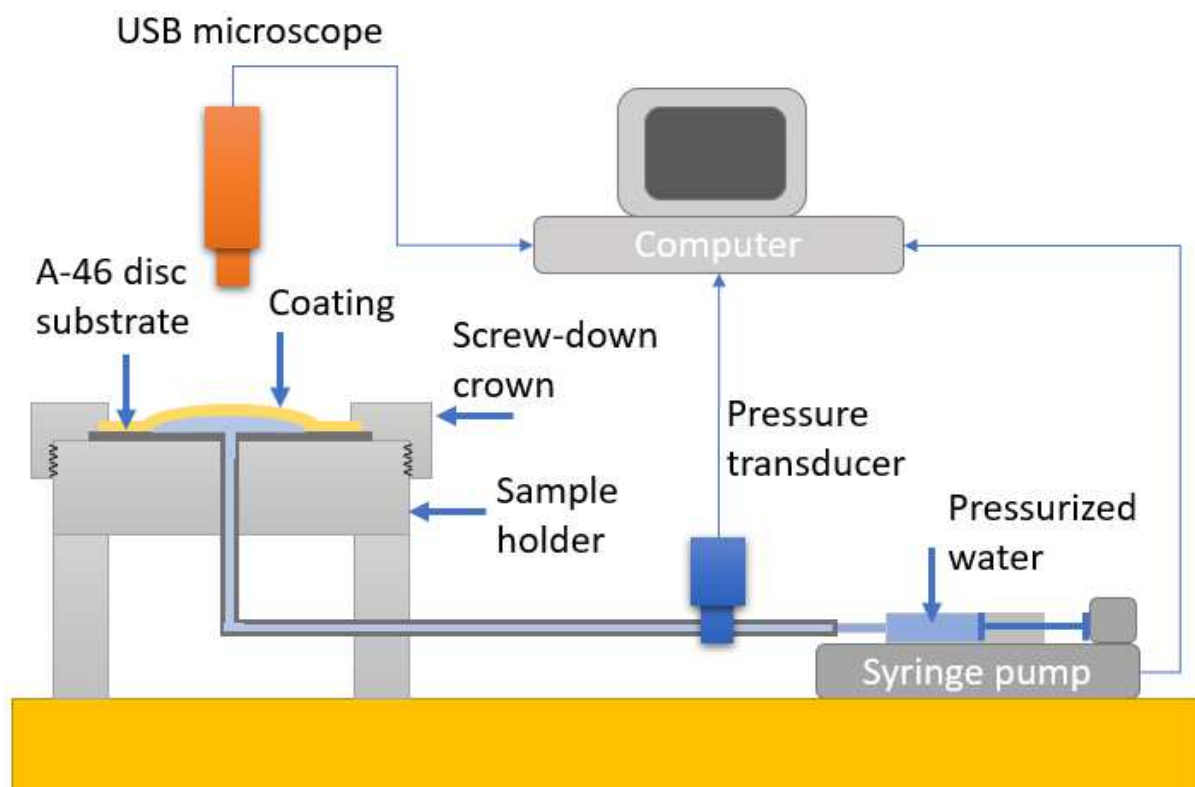 USB microscope
Computer
A-46 disc
substrate
Coating
Screw-down
crown
Pressure
transducer
Sample
holder
Pressurized
water
Syringe pump